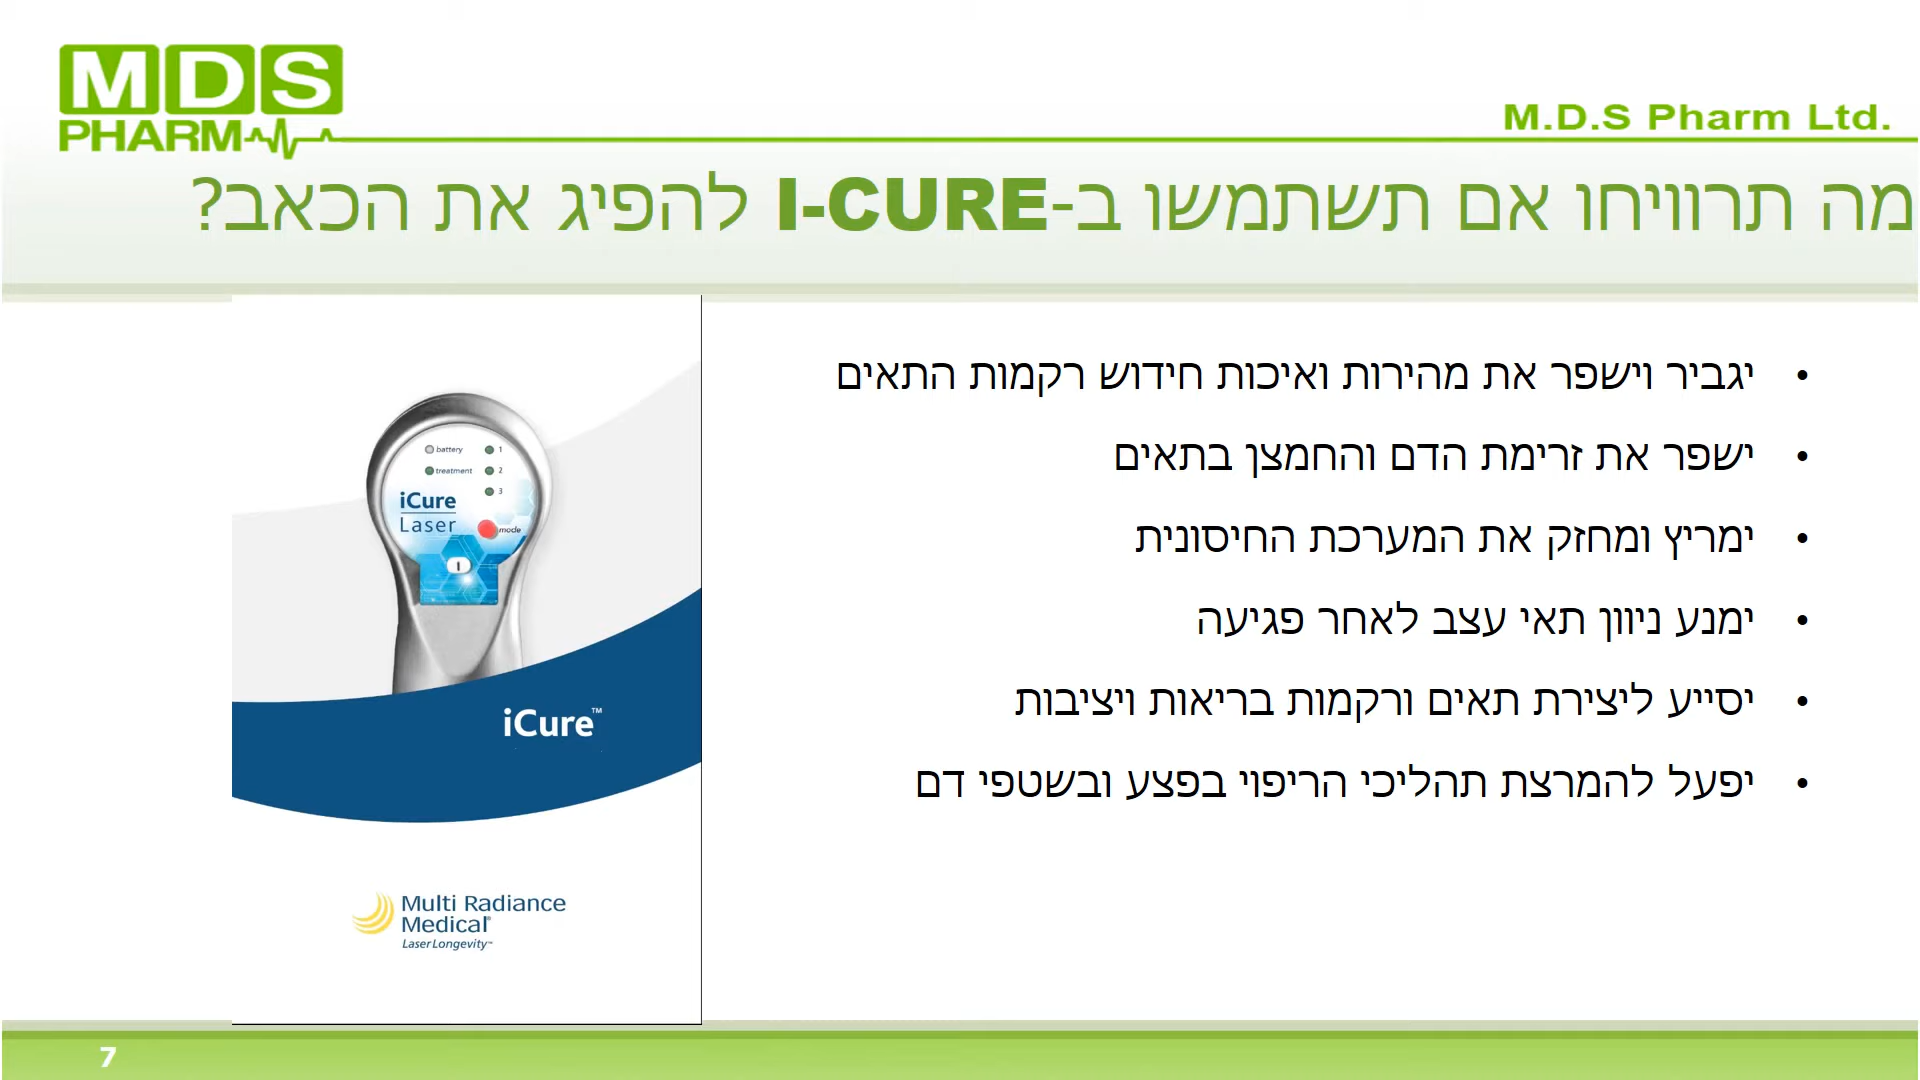 MDS
PHARM
M.D.S Pharm Ltd.
מה תרוויחו אם תשתמשו ב-I-CURE להפיג את הכאב?
יגביר וישפר את מהירות ואיכות חידוש רקמות התאים
ישפר את זרימת הדם והחמצן בתאים
ימריץ ומחזק את המערכת החיסונית
ימנע ניוון תאי עצב לאחר פגיעה
יסייע ליצירת תאים ורקמות בריאות ויציבות
יפעל להמרצת תהליכי הריפוי בפצע ובשטפי דם
battery 1
treatment 2
3
iCure
Laser
mode
I
iCure™
Multi Radiance
Medical®
Laser Longevity™
7